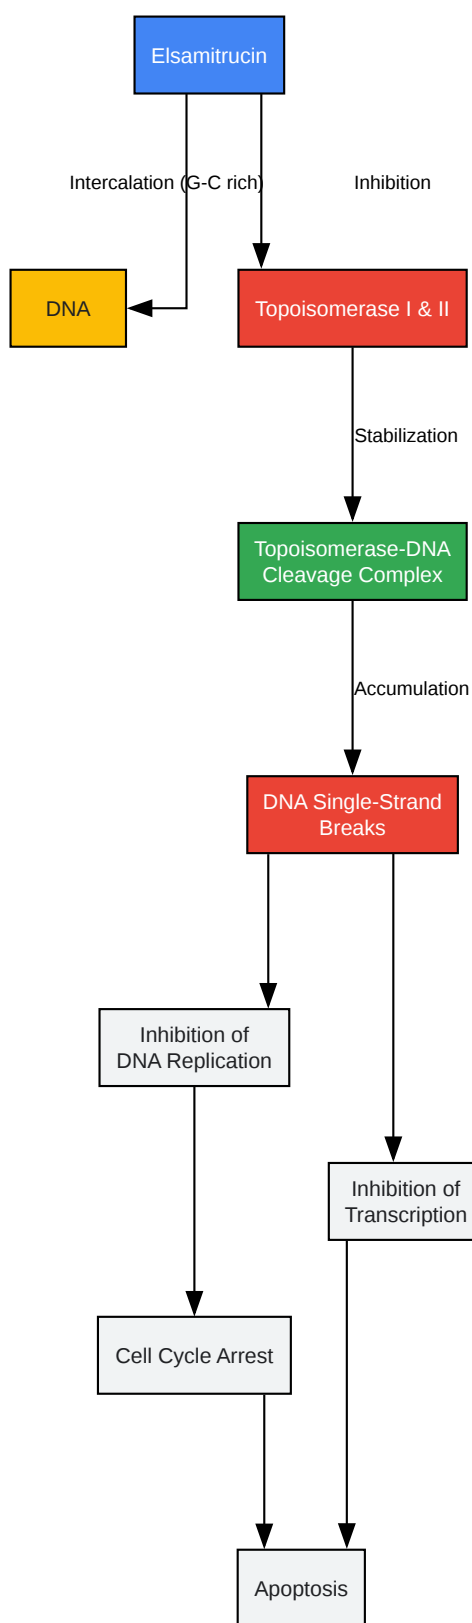 Elsamitrucin
Intercalation (G-C rich)
Inhibition
DNA
Topoisomerase I & II
Stabilization
Topoisomerase-DNA
Cleavage Complex
Accumulation
DNA Single-Strand
Breaks
Inhibition of
DNA Replication
Inhibition of
Transcription
Cell Cycle Arrest
Apoptosis